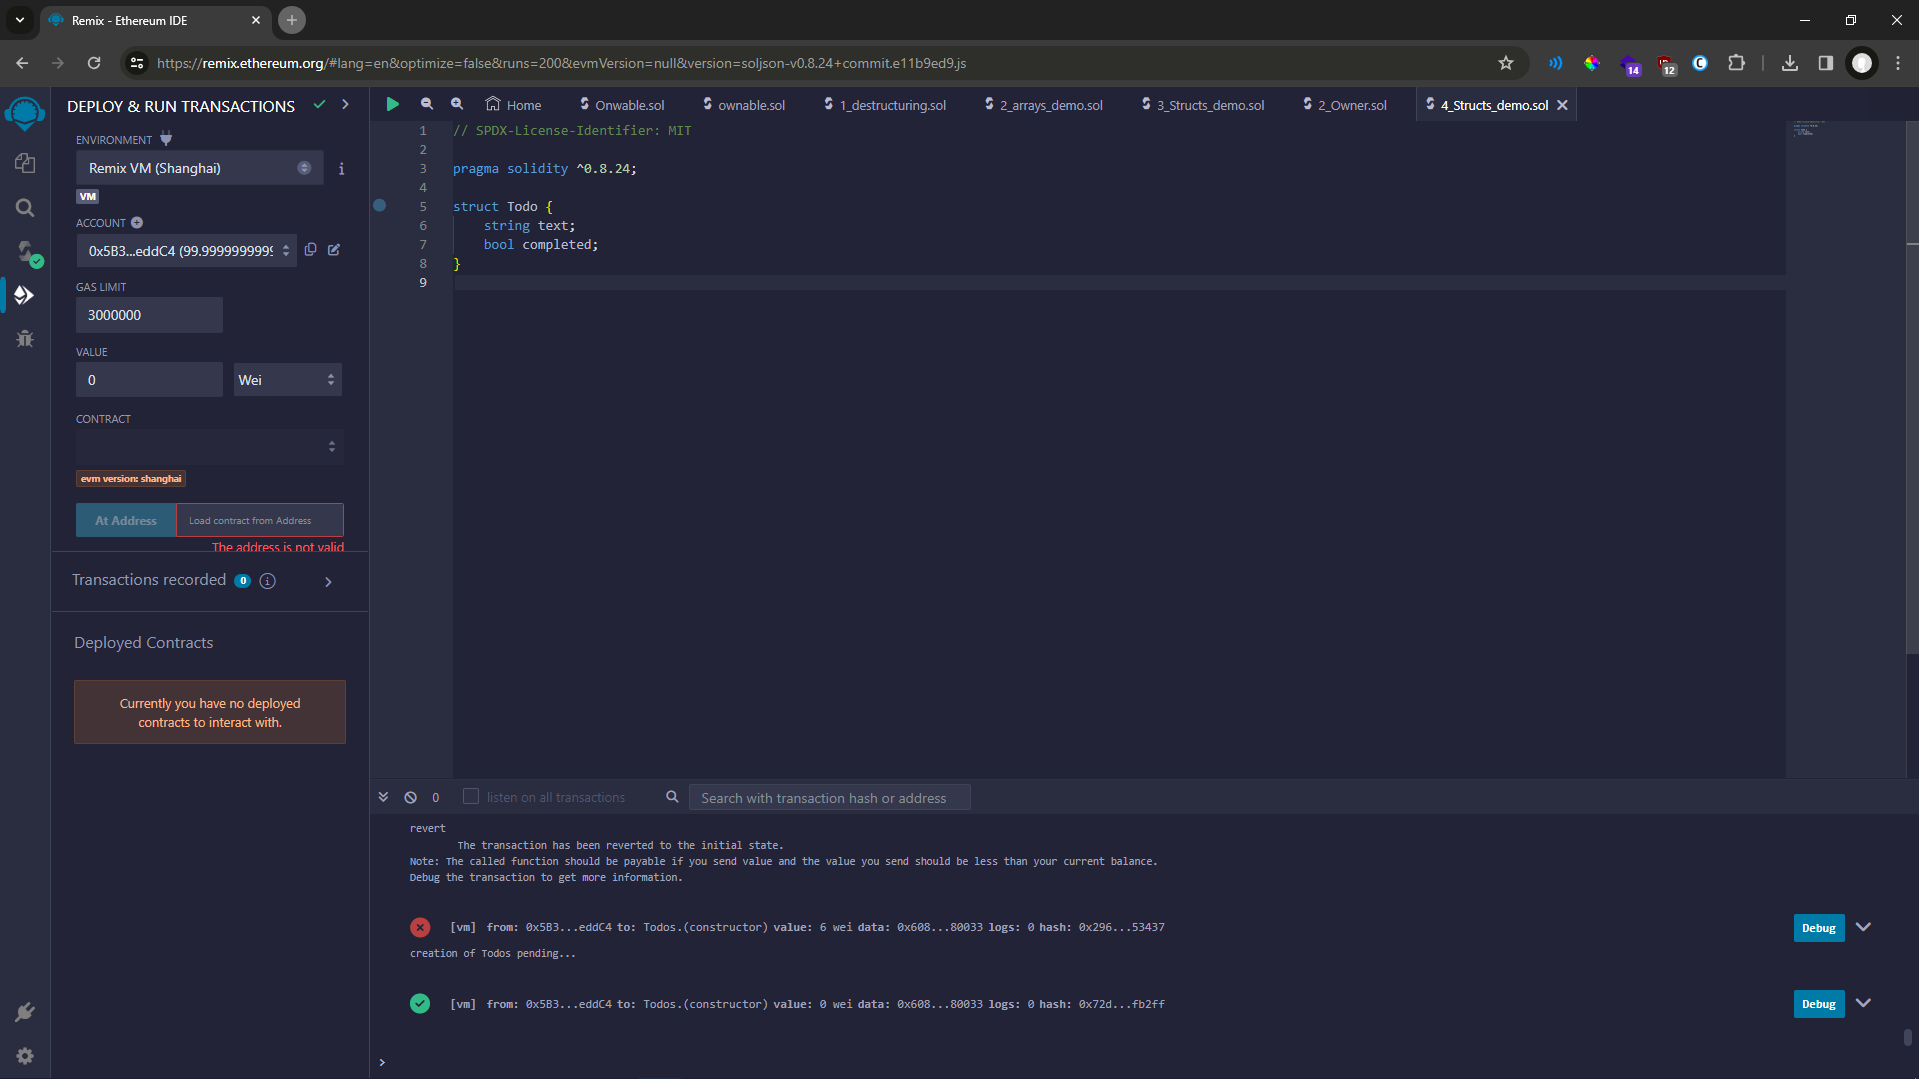 Remix - Ethereum IDE
https://remix.ethereum.org/#lang=en&optimize=false&runs=200&evmVersion=null&version=soljson-v0.8.24+commit.e11b9ed9.js
14
12
DEPLOY & RUN TRANSACTIONS
Home
Onwable.sol
ownable.sol
1_destructuring.sol
2_arrays_demo.sol
3_Structs_demo.sol
2_Owner.sol
4_Structs_demo.sol
ENVIRONMENT
Remix VM (Shanghai)
VM
ACCOUNT
0x5B3...eddC4 (99.9999999999
GAS LIMIT
3000000
VALUE
0
Wei
CONTRACT
evm version: shanghai
At Address
Load contract from Address
The address is not valid
Transactions recorded 0
Deployed Contracts
Currently you have no deployed
contracts to interact with.
1 // SPDX-License-Identifier: MIT
2
3 pragma solidity ^0.8.24;
4
5 struct Todo {
6 string text;
7 bool completed;
8 }
9
0
listen on all transactions
Search with transaction hash or address
revert
The transaction has been reverted to the initial state.
Note: The called function should be payable if you send value and the value you send should be less than your current balance.
Debug the transaction to get more information.
[vm] from: 0x5B3...eddC4 to: Todos.(constructor) value: 6 wei data: 0x608...80033 logs: 0 hash: 0x296...53437
Debug
creation of Todos pending...
[vm] from: 0x5B3...eddC4 to: Todos.(constructor) value: 0 wei data: 0x608...80033 logs: 0 hash: 0x72d...fb2ff
Debug
>